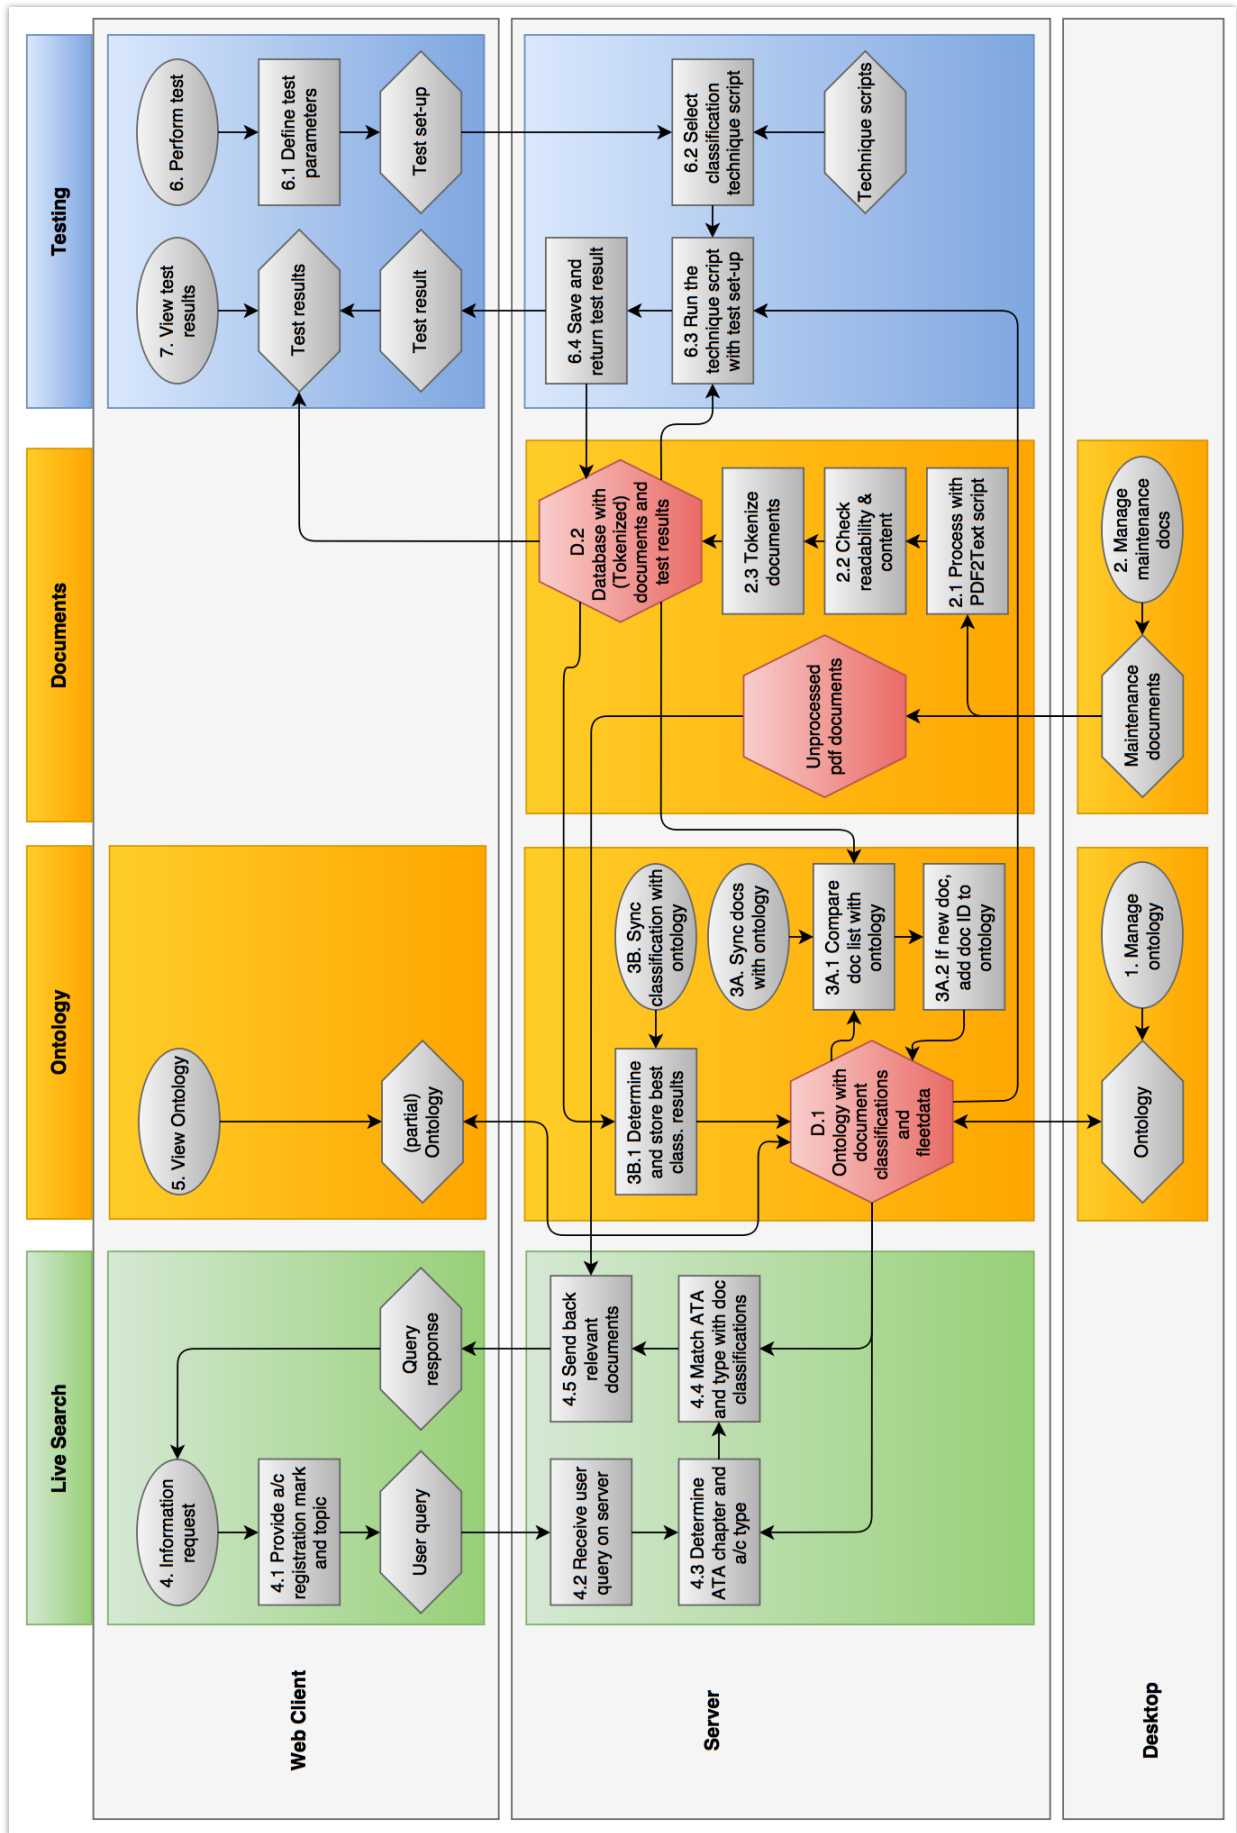 Live Search
Ontology
Documents
Testing
Web Client
4. Information
request
4.1 Provide a/c
registration mark
and topic
User query
Query
response
5. View Ontology
(partial)
Ontology
7. View test
results
Test results
Test result
6. Perform test
6.1 Define test
parameters
Test set-up
Server
4.2 Receive user
query on server
4.3 Determine
ATA chapter and
a/c type
4.5 Send back
relevant
documents
4.4 Match ATA
and type with doc
classifications
3B.1 Determine
and store best
class. results
D.1
Ontology with
document
classifications
and
fleetdata
3B. Sync
classification with
ontology
3A. Sync docs
with ontology
3A.1 Compare
doc list with
ontology
3A.2 If new doc,
add doc ID to
ontology
Unprocessed
pdf documents
D.2
Database with
(Tokenized)
documents and
test results
2.3 Tokenize
documents
2.2 Check
readability &
content
2.1 Process with
PDF2Text script
6.4 Save and
return test result
6.3 Run the
technique script
with test set-up
6.2 Select
classification
technique script
Technique scripts
Desktop
Ontology
1. Manage
ontology
Maintenance
documents
2. Manage
maintenance
docs